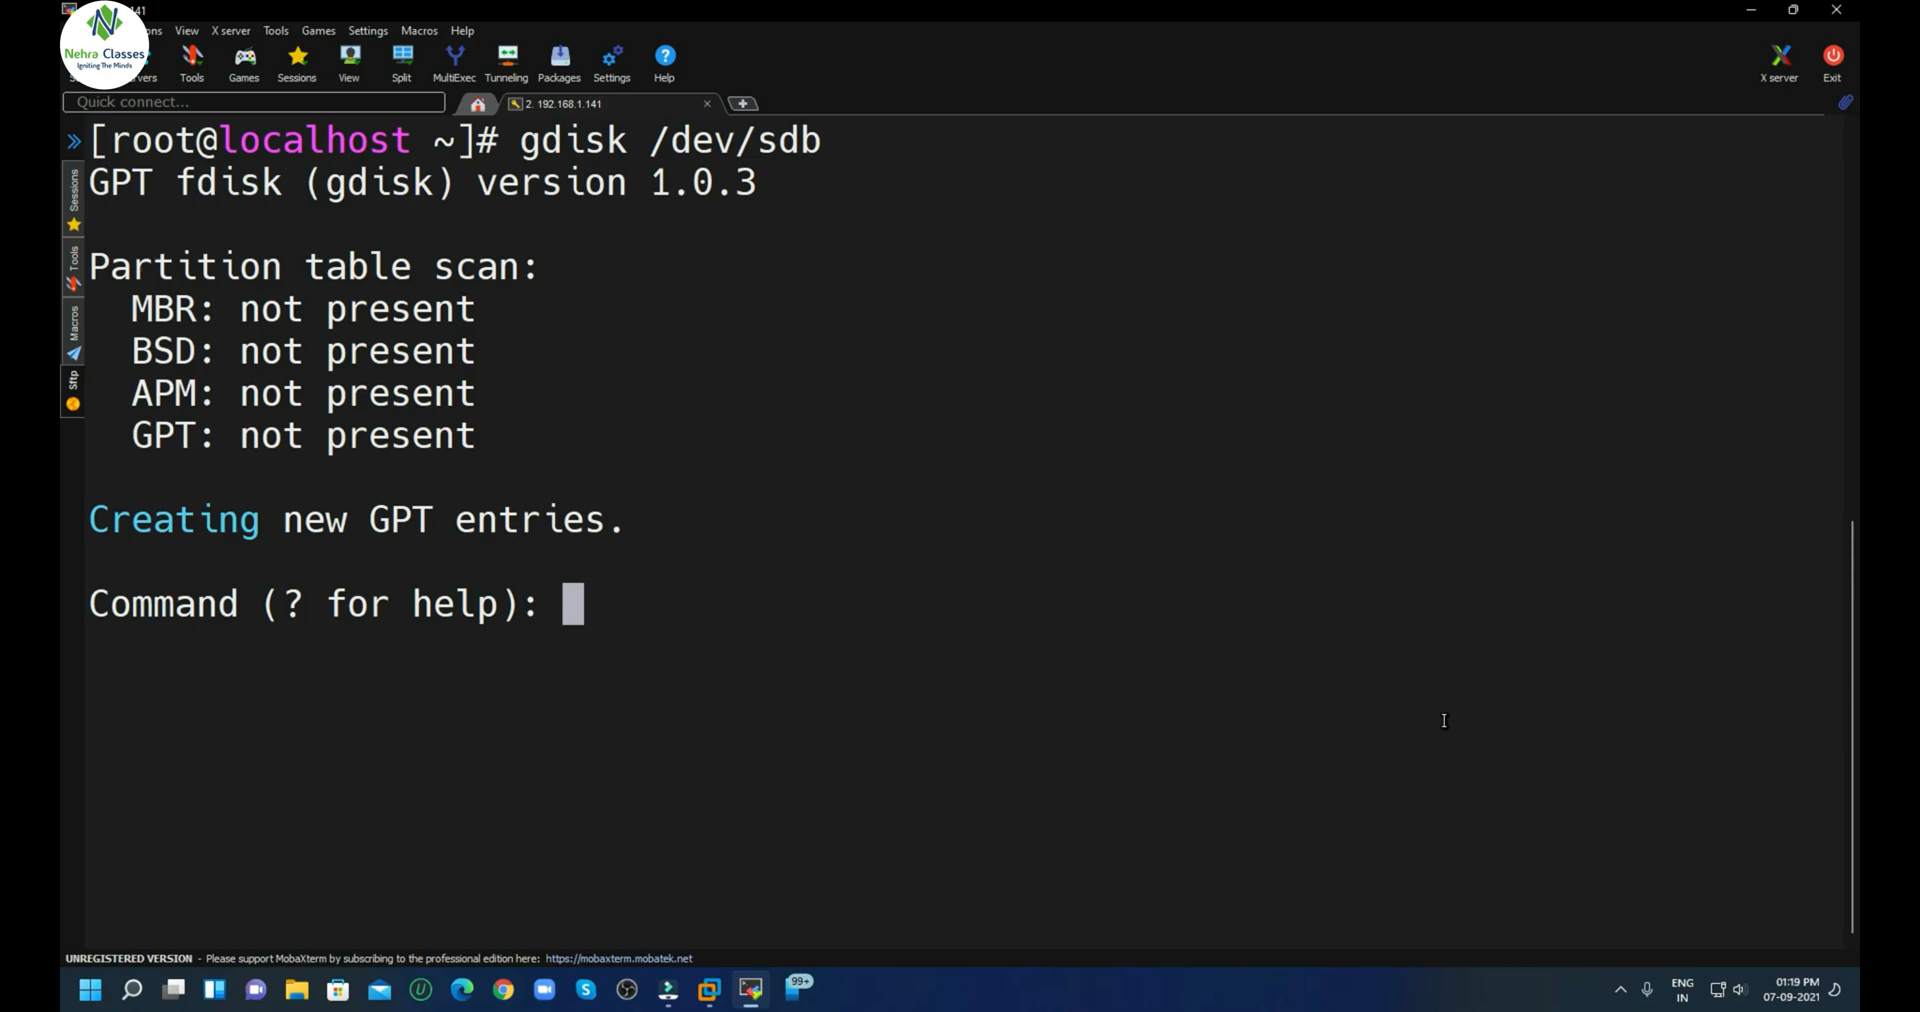 141
ons View X server Tools Games Settings Macros Help
Nehra Classes
Igniting The Minds
rvers Tools Games Sessions View Split MultiExec Tunneling Packages Settings Help X server Exit
Quick connect... 2. 192.168.1.141
[root@localhost ~]# gdisk /dev/sdb
GPT fdisk (gdisk) version 1.0.3
Partition table scan:
MBR: not present
BSD: not present
APM: not present
GPT: not present
Creating new GPT entries.
Command (? for help):
Sessions
Tools
Macros
Sftp
UNREGISTERED VERSION - Please support MobaXterm by subscribing to the professional edition here: https://mobaxterm.mobatek.net
99+
ENG
IN
01:19 PM
07-09-2021